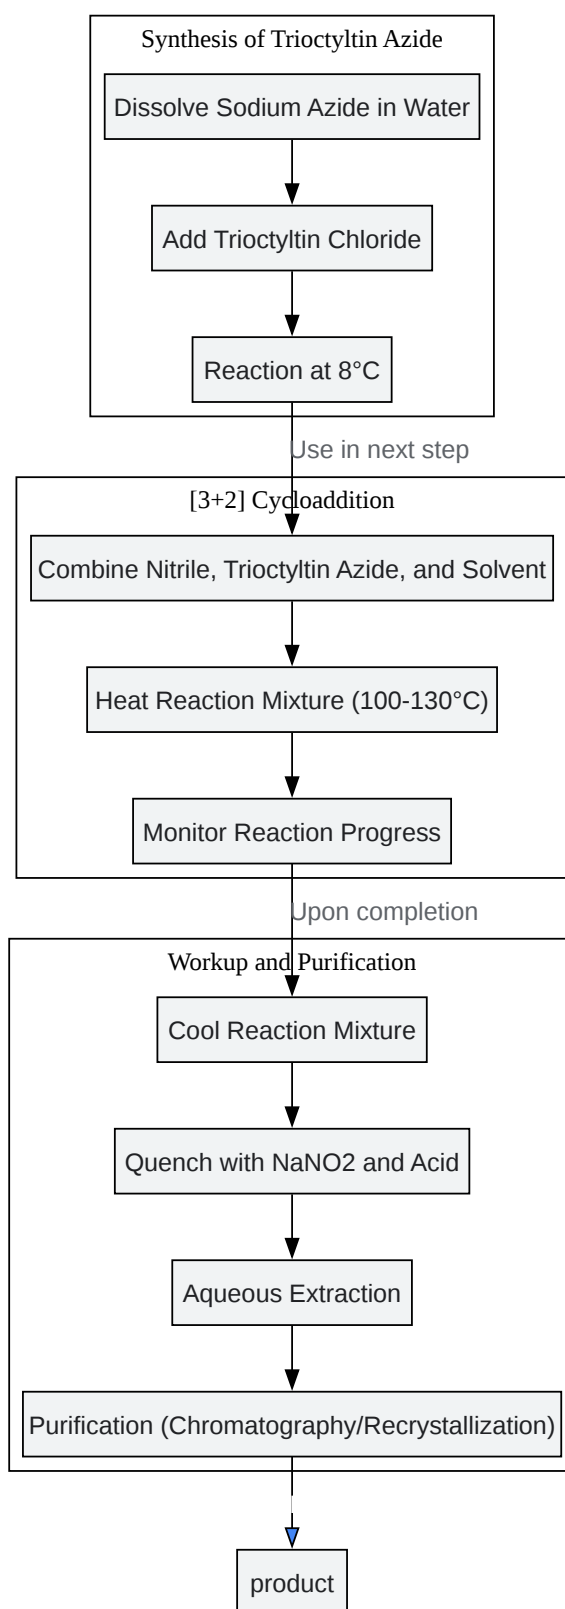 Synthesis of Trioctyltin Azide
Dissolve Sodium Azide in Water
Add Trioctyltin Chloride
Reaction at 8°C
Use in next step
[3+2] Cycloaddition
Combine Nitrile, Trioctyltin Azide, and Solvent
Heat Reaction Mixture (100-130°C)
Monitor Reaction Progress
Upon completion
Workup and Purification
Cool Reaction Mixture
Quench with NaNO2 and Acid
Aqueous Extraction
Purification (Chromatography/Recrystallization)
product